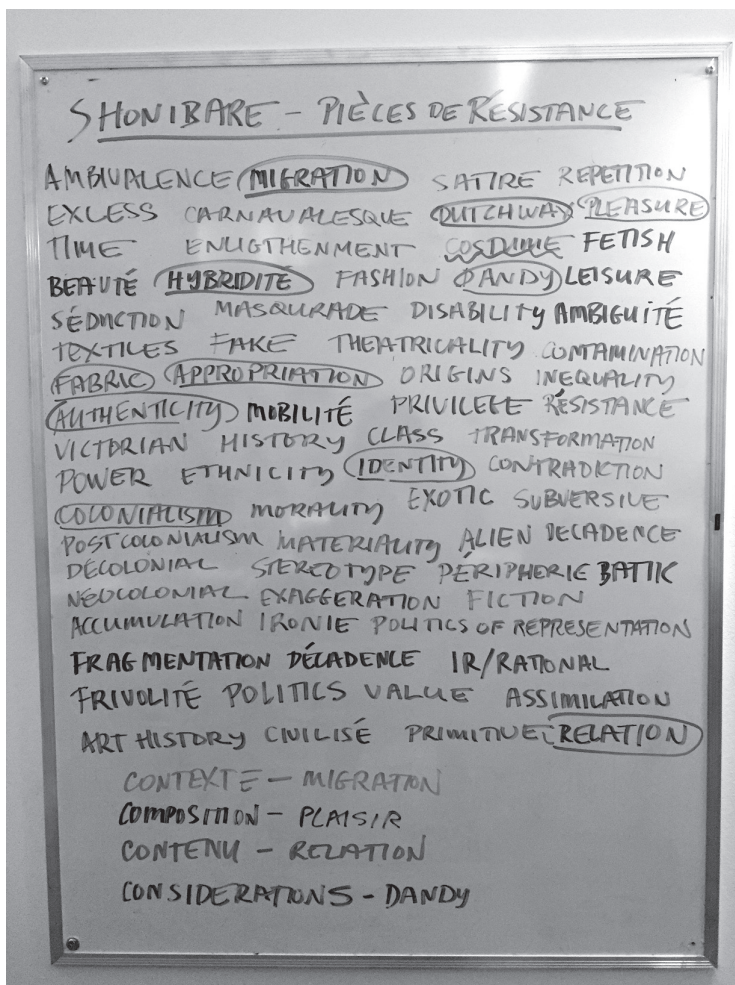 SHONIBARE – PIÈCES DE RÉSISTANCE
AMBIVALENCE MIGRATION SATIRE REPETITION
EXCESS CARNAVALESQUE DUTCHWAX PLEASURE
TIME ENLIGTHENMENT COSTUME FETISH
BEAUTÉ HYBRIDITÉ FASHION DANDY LEISURE
SÉDUCTION MASQURADE DISABILITY AMBIGUITÉ
TEXTILES FAKE THEATRICALITY CONTAMINATION
FABRIC APPROPRIATION ORIGINS INEQUALITY
AUTHENTICITY MOBILITÉ PRIVILEGE RÉSISTANCE
VICTORIAN HISTORY CLASS TRANSFORMATION
POWER ETHNICITY IDENTITY CONTRADICTION
COLONIALISM MORALITY EXOTIC SUBVERSIVE
POSTCOLONIALISM MATERIALITY ALIEN DECADENCE
DÉCOLONIAL STEREOTYPE PÉRIPHERIE BATIK
NEOCOLONIAL EXAGGERATION FICTION
ACCUMULATION IRONIE POLITICS OF REPRESENTATION
FRAGMENTATION DÉCADENCE IR/RATIONAL
FRIVOLITÉ POLITICS VALUE ASSIMILATION
ART HISTORY CIVILISÉ PRIMITIVE RELATION
CONTEXTE – MIGRATION
COMPOSITION – PLAISIR
CONTENU – RELATION
CONSIDERATIONS – DANDY